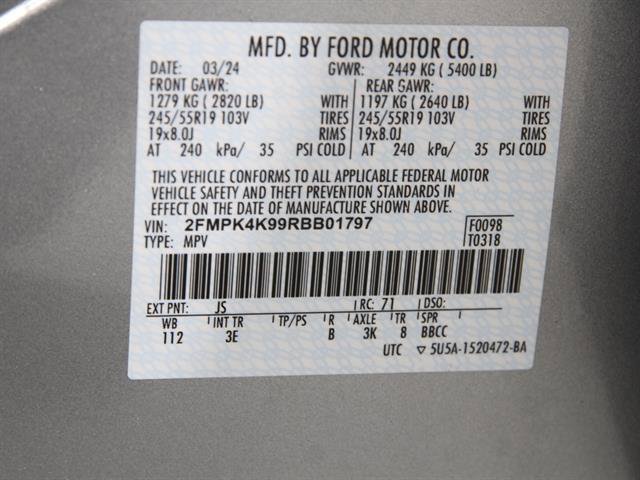 MFD. BY FORD MOTOR CO.
DATE: 03/24 GVWR: 2449 KG ( 5400 LB)
FRONT GAWR: REAR GAWR:
1279 KG ( 2820 LB) WITH 1197 KG ( 2640 LB) WITH
245/55R19 103V TIRES 245/55R19 103V TIRES
19x8.0J RIMS 19x8.0J RIMS
AT 240 kPa/ 35 PSI COLD AT 240 kPa/ 35 PSI COLD
THIS VEHICLE CONFORMS TO ALL APPLICABLE FEDERAL MOTOR
VEHICLE SAFETY AND THEFT PREVENTION STANDARDS IN
EFFECT ON THE DATE OF MANUFACTURE SHOWN ABOVE.
VIN: 2FMPK4K99RBB01797 F0098
TYPE: MPV T0318
EXT PNT: JS RC: 71 DSO:
WB INT TR TP/PS R AXLE TR SPR
112 3E B 3K 8 BBCC
UTC ▽ 5U5A-1520472-BA